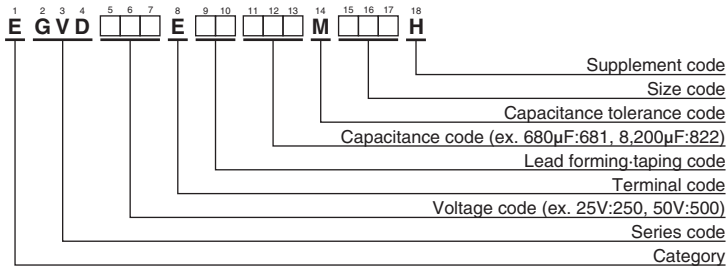 1 2 3 4 5 6 7 8 9 10 11 12 13 14 15 16 17 18
E G V D E M H
Supplement code
Size code
Capacitance tolerance code
Capacitance code (ex. 680µF:681, 8,200µF:822)
Lead forming·taping code
Terminal code
Voltage code (ex. 25V:250, 50V:500)
Series code
Category